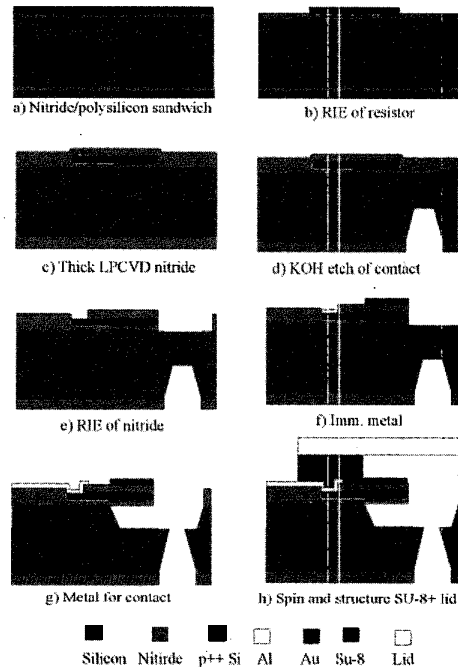 a) Nitride/polysilicon sandwich
b) RIE of resistor
c) Thick LPCVD nitride
d) KOH etch of contact
e) RIE of nitride
f) Imm. metal
g) Metal for contact
h) Spin and structure SU-8+ lid
Silicon Nitirde p++ Si Al Au Su-8 Lid